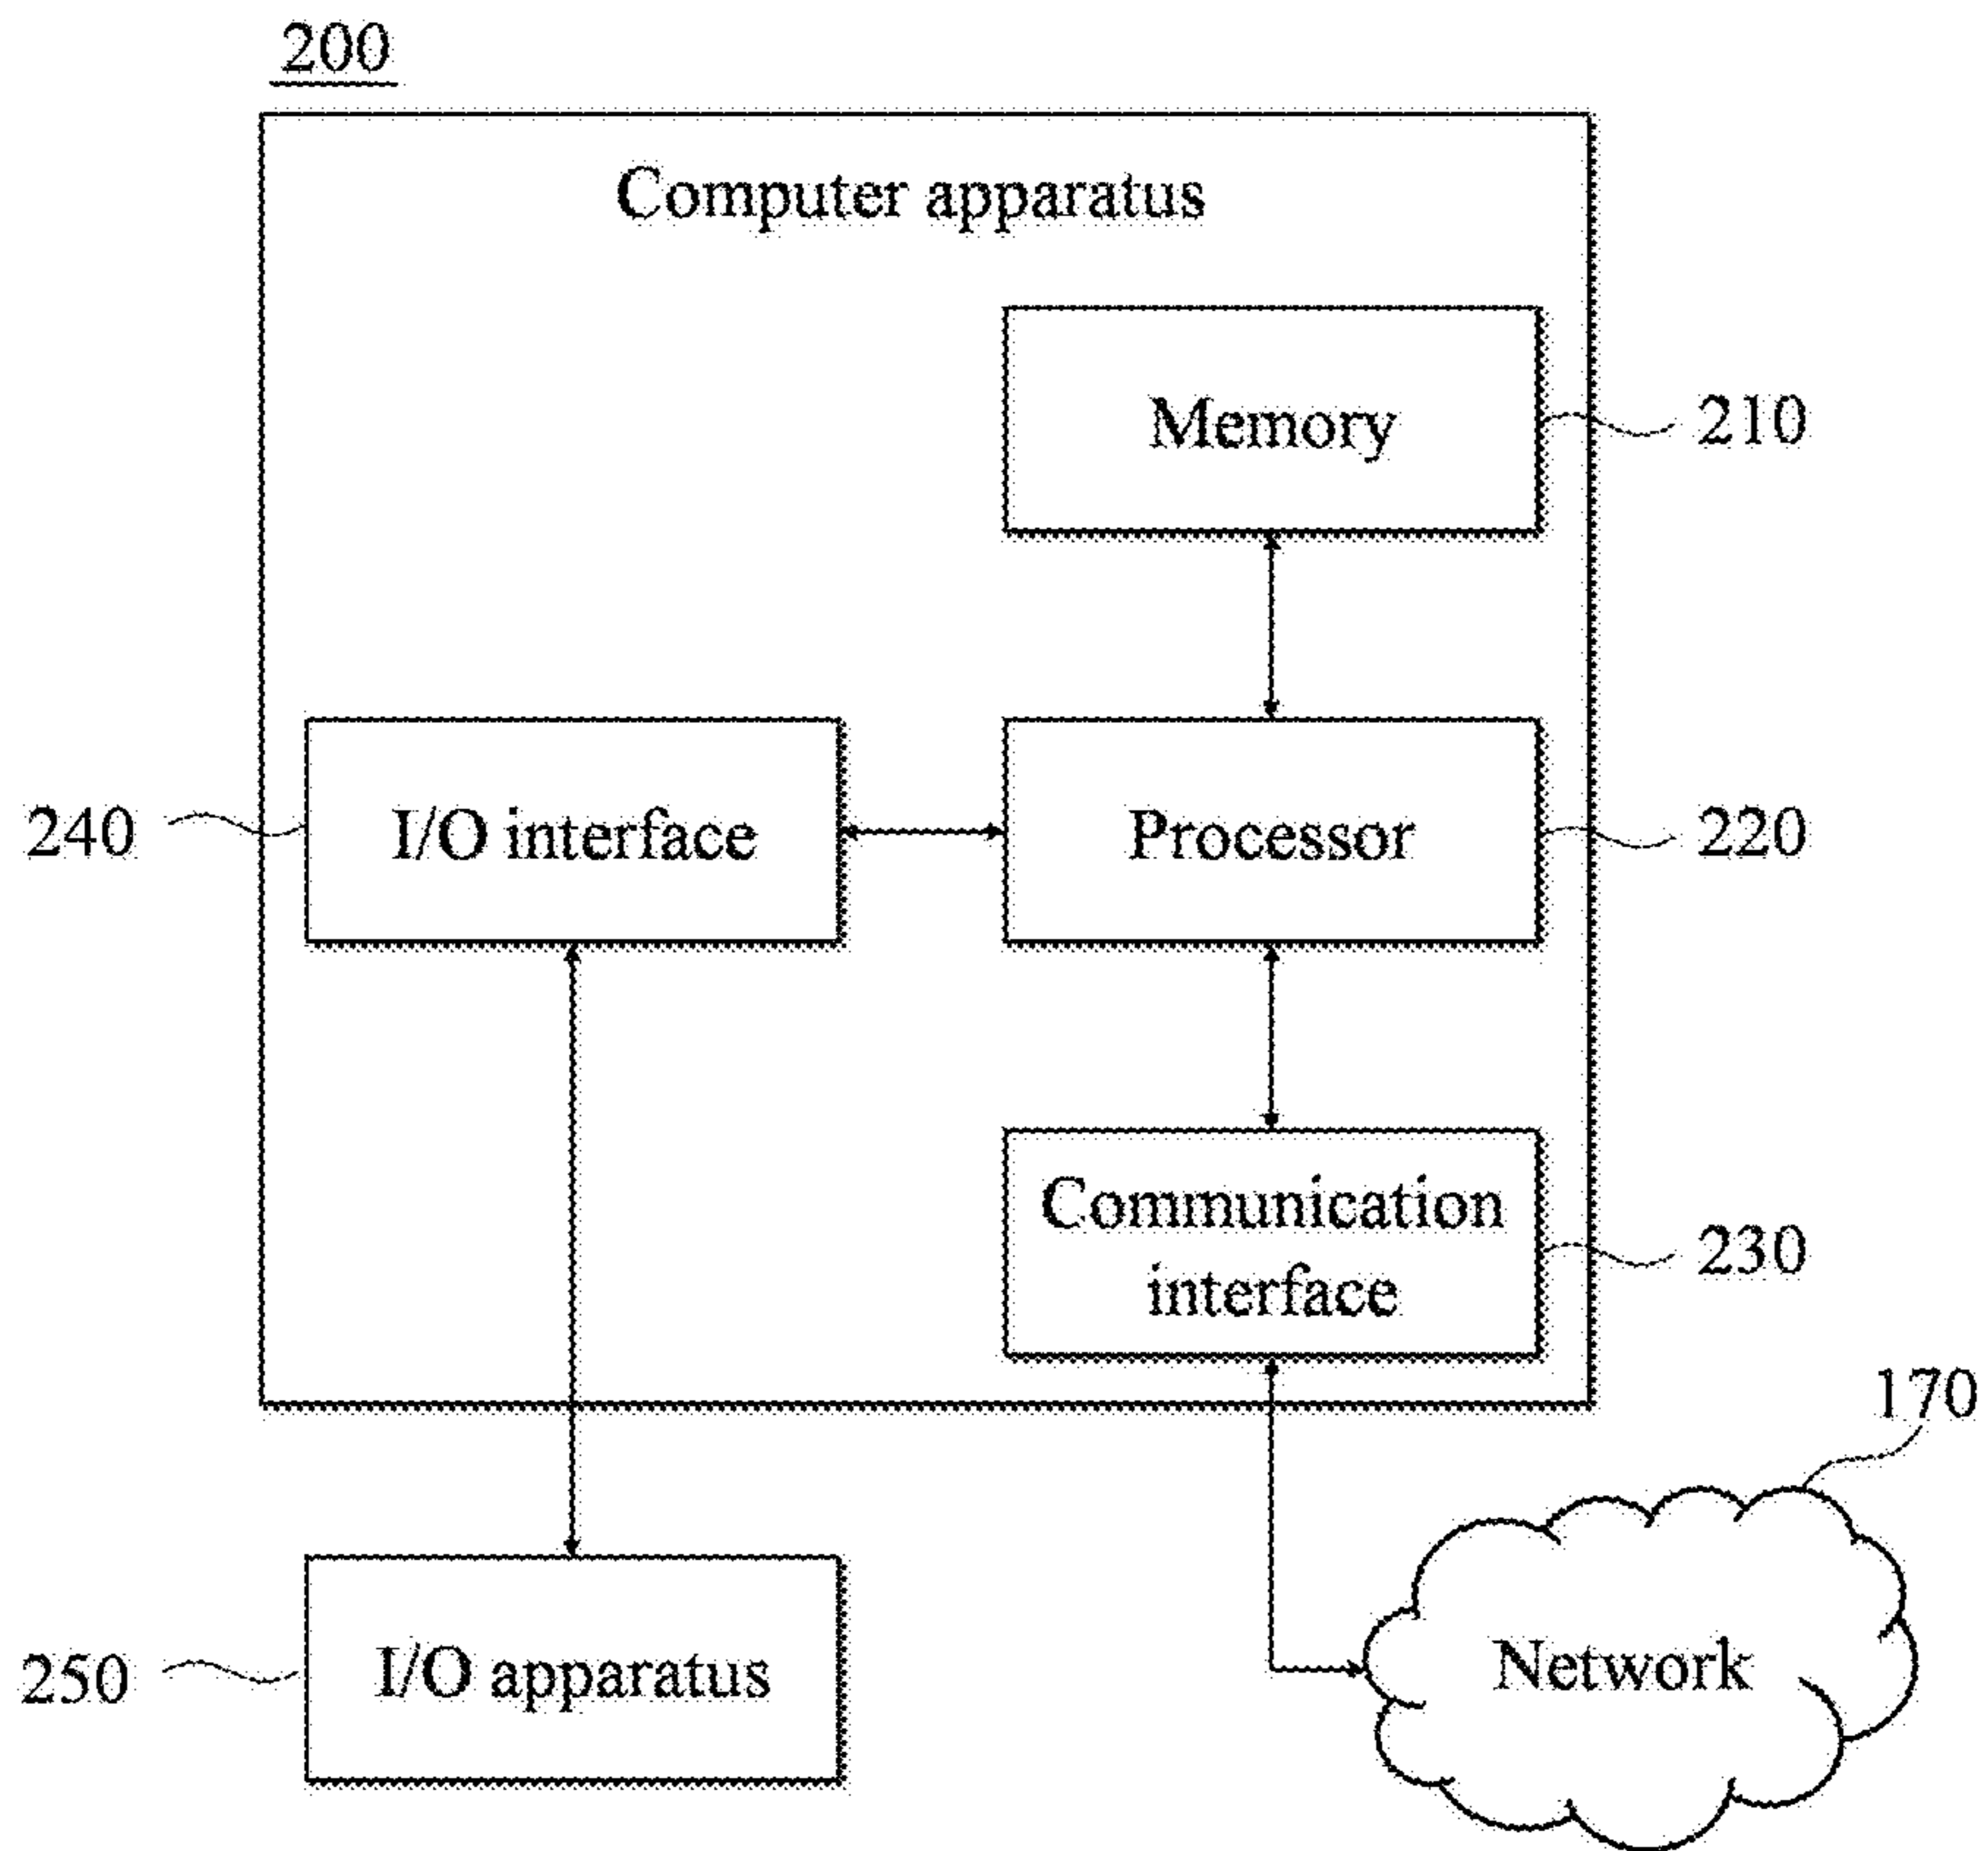 200
Computer apparatus
Memory
210
240
I/O interface
Processor
220
Communication
interface
230
170
250
I/O apparatus
Network